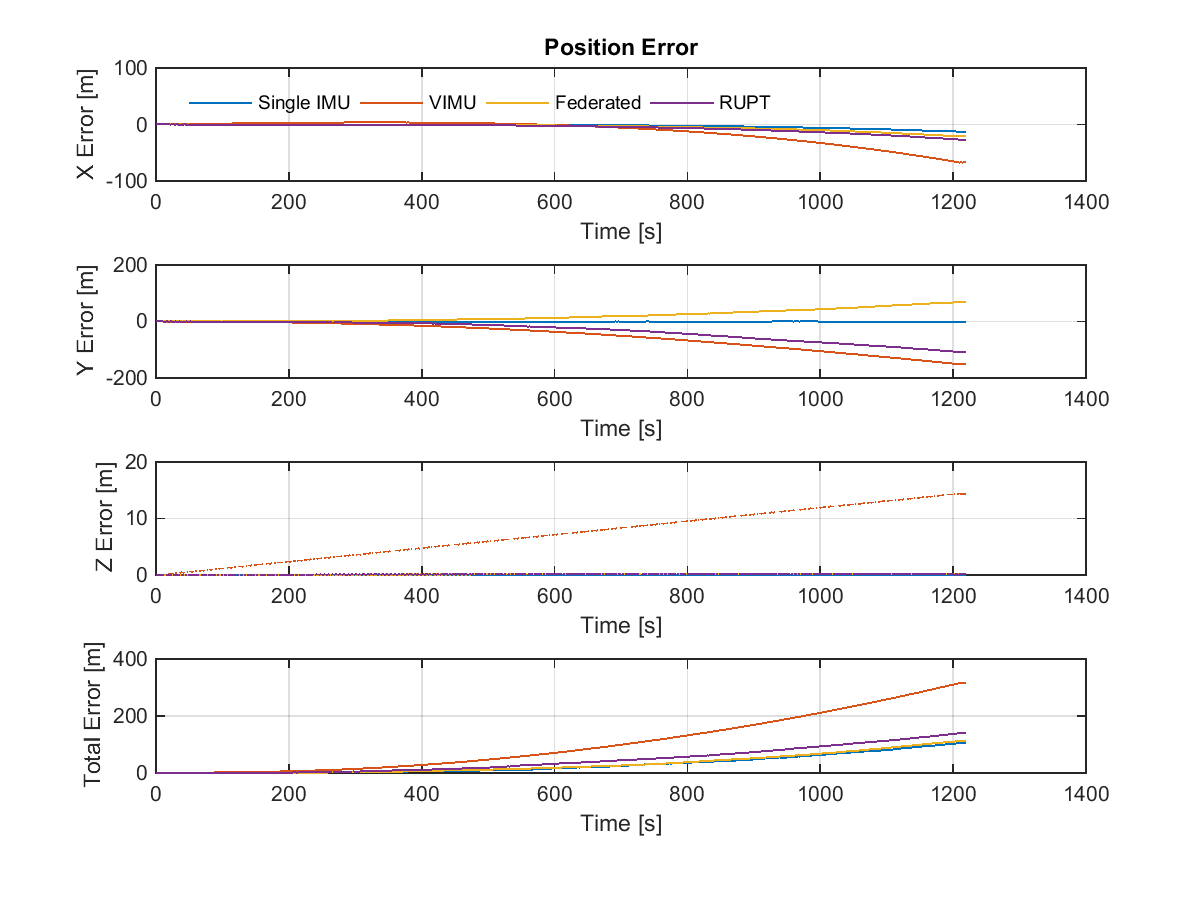 Position Error
X Error [m]
100
0
-100
Single IMU VIMU Federated RUPT
0 200 400 600 800 1000 1200 1400
Time [s]
Y Error [m]
200
0
-200
0 200 400 600 800 1000 1200 1400
Time [s]
Z Error [m]
20
10
0
0 200 400 600 800 1000 1200 1400
Time [s]
Total Error [m]
400
200
0
0 200 400 600 800 1000 1200 1400
Time [s]